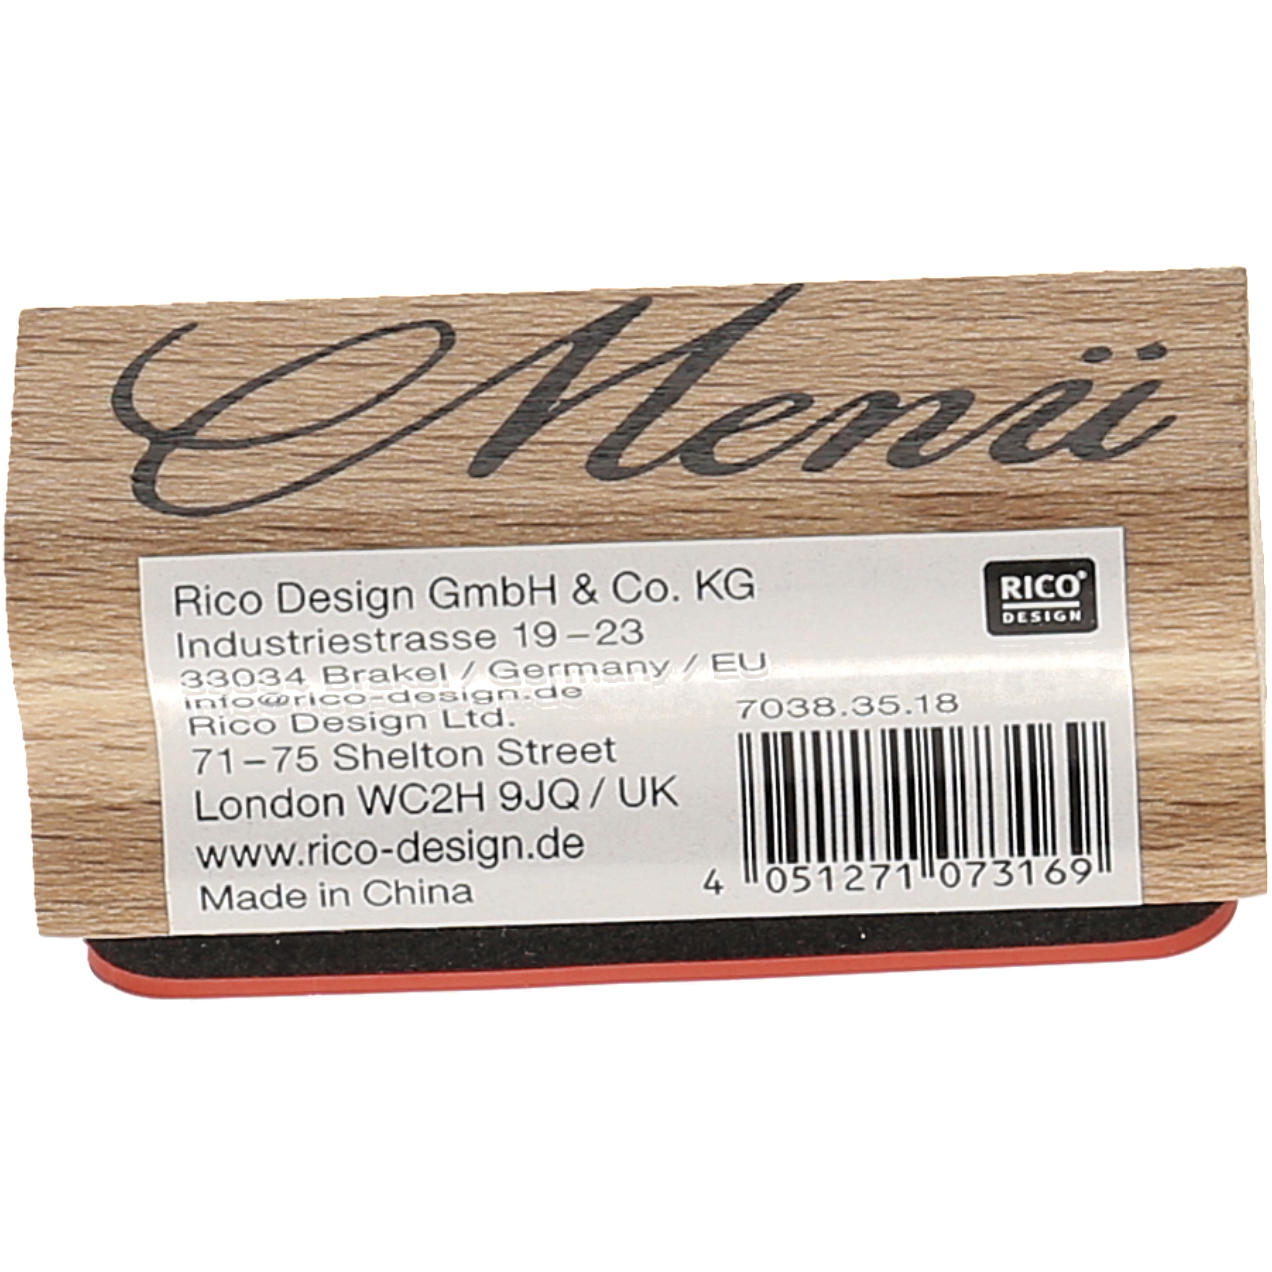 Menü
Rico Design GmbH & Co. KG
Industriestrasse 19–23
33034 Brakel / Germany / EU
info@rico-design.de
Rico Design Ltd.
71–75 Shelton Street
London WC2H 9JQ / UK
www.rico-design.de
Made in China
RICO®
DESIGN
7038.35.18
4 051271 073169